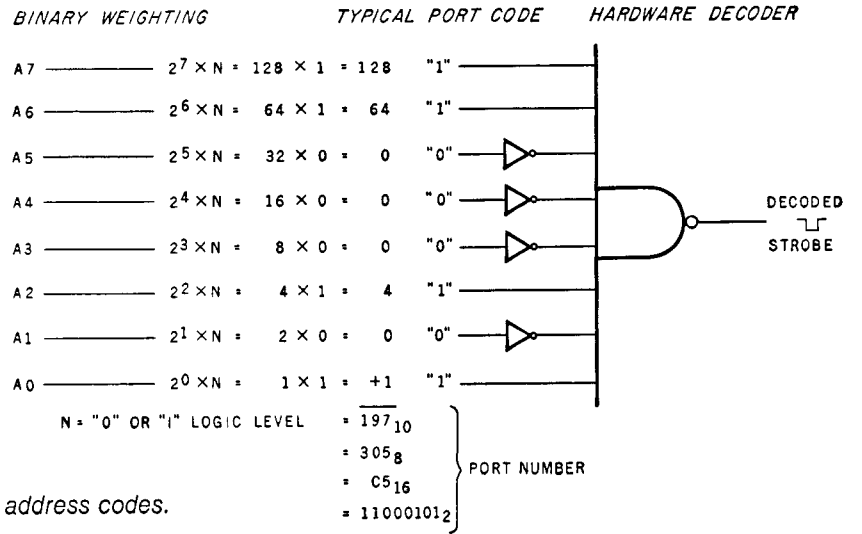 BINARY WEIGHTING TYPICAL PORT CODE HARDWARE DECODER
A7 2⁷ × N = 128 × 1 = 128 "1"
A6 2⁶ × N = 64 × 1 = 64 "1"
A5 2⁵ × N = 32 × 0 = 0 "0"
A4 2⁴ × N = 16 × 0 = 0 "0"
A3 2³ × N = 8 × 0 = 0 "0"
A2 2² × N = 4 × 1 = 4 "1"
A1 2¹ × N = 2 × 0 = 0 "0"
A0 2⁰ × N = 1 × 1 = +1 "1"
DECODED
STROBE
N = "0" OR "1" LOGIC LEVEL = 197₁₀
= 305₈
= C5₁₆
= 11000101₂
PORT NUMBER
address codes.